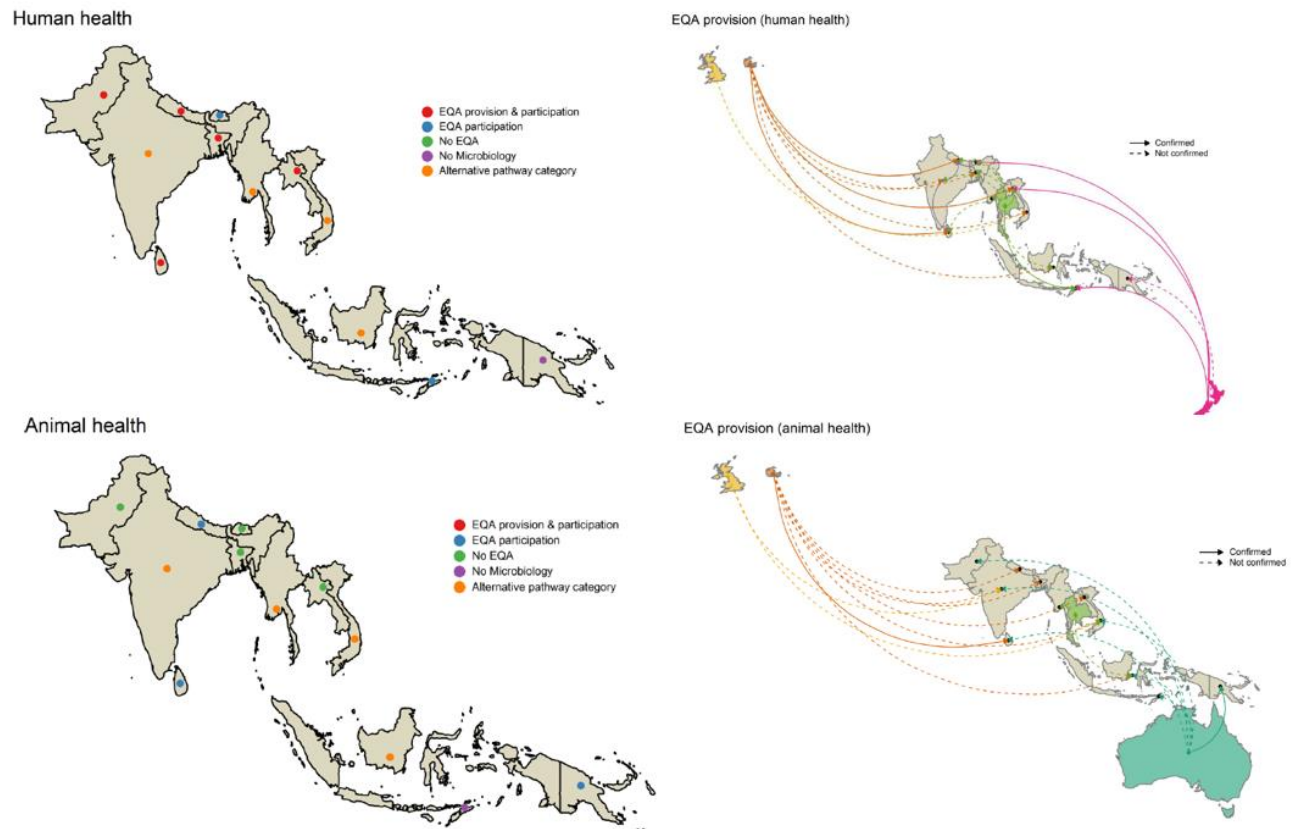 Human health
EQA provision & participation
EQA participation
No EQA
No Microbiology
Alternative pathway category
EQA provision (human health)
Confirmed
Not confirmed
Animal health
EQA provision & participation
EQA participation
No EQA
No Microbiology
Alternative pathway category
EQA provision (animal health)
Confirmed
Not confirmed